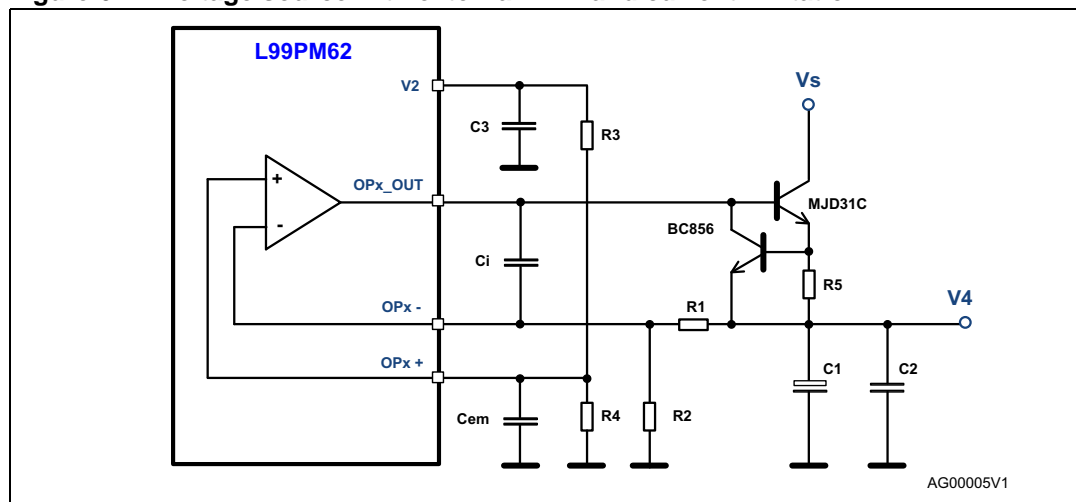 L99PM62
V2
Vs
C3
R3
+
OPx_OUT
MJD31C
-
BC856
Ci
R5
V4
OPx -
R1
OPx +
C1
C2
Cem
R4
R2
AG00005V1